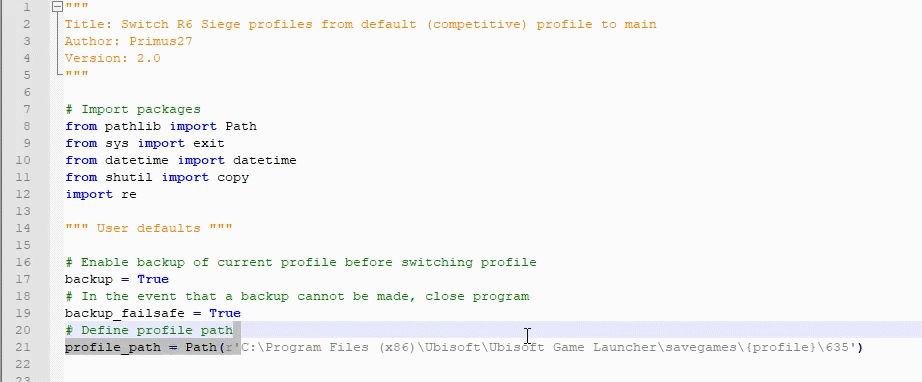 1 """
2 Title: Switch R6 Siege profiles from default (competitive) profile to main
3 Author: Primus27
4 Version: 2.0
5 """
6
7 # Import packages
8 from pathlib import Path
9 from sys import exit
10 from datetime import datetime
11 from shutil import copy
12 import re
13
14 """ User defaults """
15
16 # Enable backup of current profile before switching profile
17 backup = True
18 # In the event that a backup cannot be made, close program
19 backup_failsafe = True
20 # Define profile path
21 profile_path = Path(r'C:\Program Files (x86)\Ubisoft\Ubisoft Game Launcher\savegames\{profile}\635')
22
23